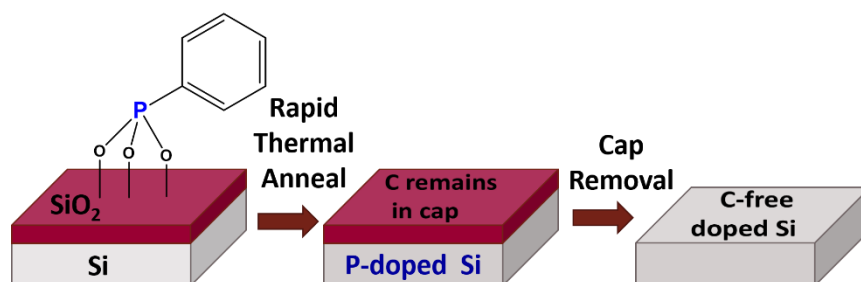 P
O O O
SiO₂
Si
Rapid
Thermal
Anneal
C remains
in cap
P-doped Si
Cap
Removal
C-free
doped Si